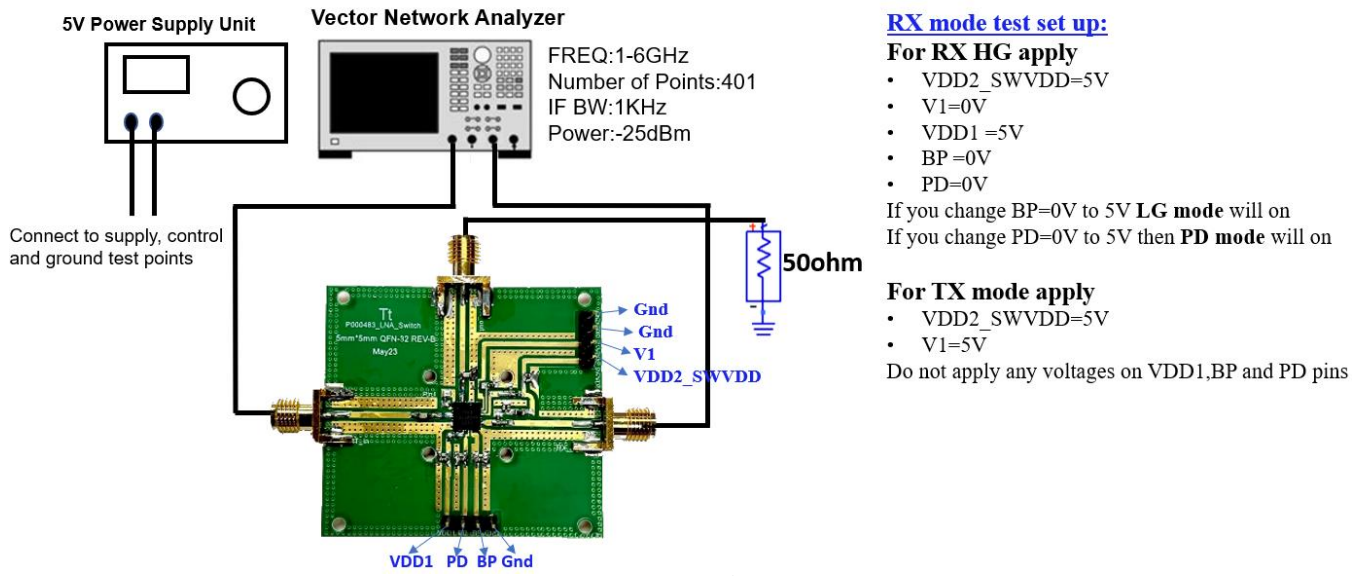 5V Power Supply Unit
Vector Network Analyzer
FREQ:1-6GHz
Number of Points:401
IF BW:1KHz
Power:-25dBm
Connect to supply, control
and ground test points
50ohm
Tt
P000483_LNA_Switch
5mm*5mm QFN-32 REV-B
May23
Gnd
Gnd
V1
VDD2_SWVDD
VDD1 PD BP Gnd
RX mode test set up:
For RX HG apply
• VDD2_SWVDD=5V
• V1=0V
• VDD1 =5V
• BP =0V
• PD=0V
If you change BP=0V to 5V LG mode will on
If you change PD=0V to 5V then PD mode will on
For TX mode apply
• VDD2_SWVDD=5V
• V1=5V
Do not apply any voltages on VDD1,BP and PD pins